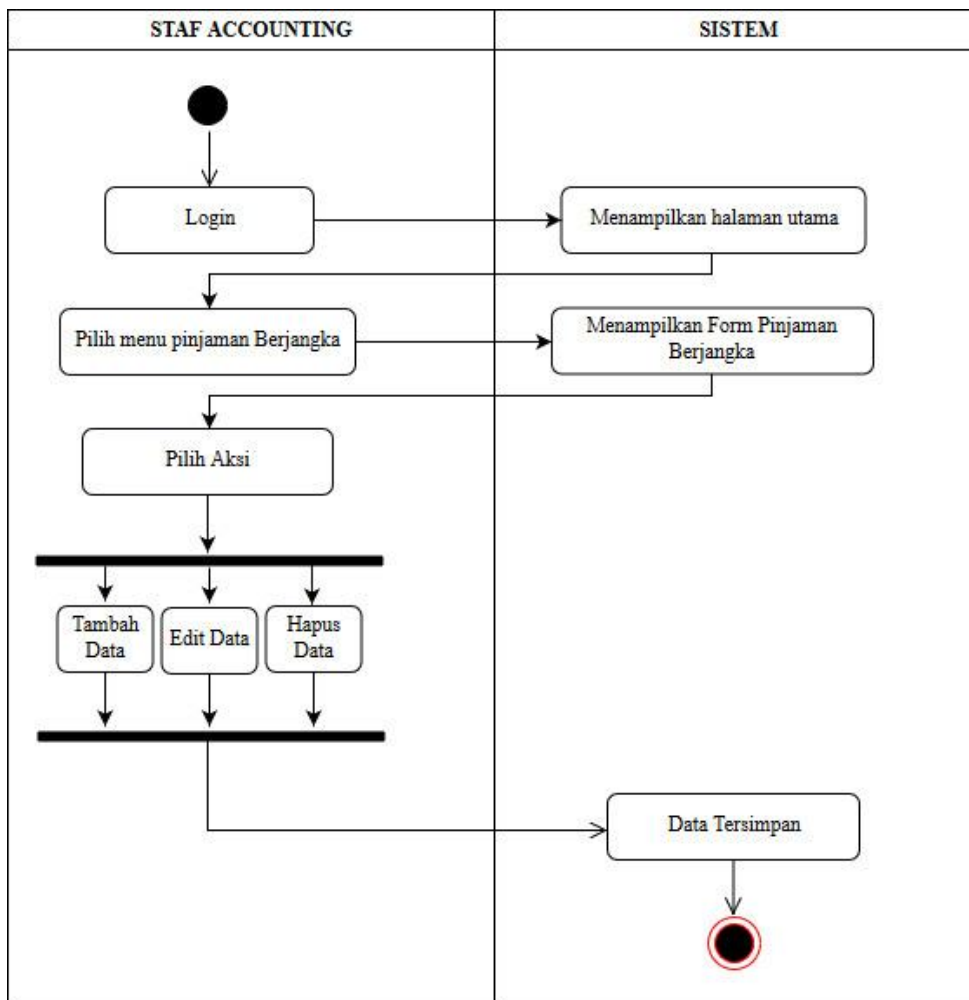 STAF ACCOUNTING
SISTEM
Login
Menampilkan halaman utama
Pilih menu pinjaman Berjangka
Menampilkan Form Pinjaman
Berjangka
Pilih Aksi
Tambah
Data
Edit Data
Hapus
Data
Data Tersimpan